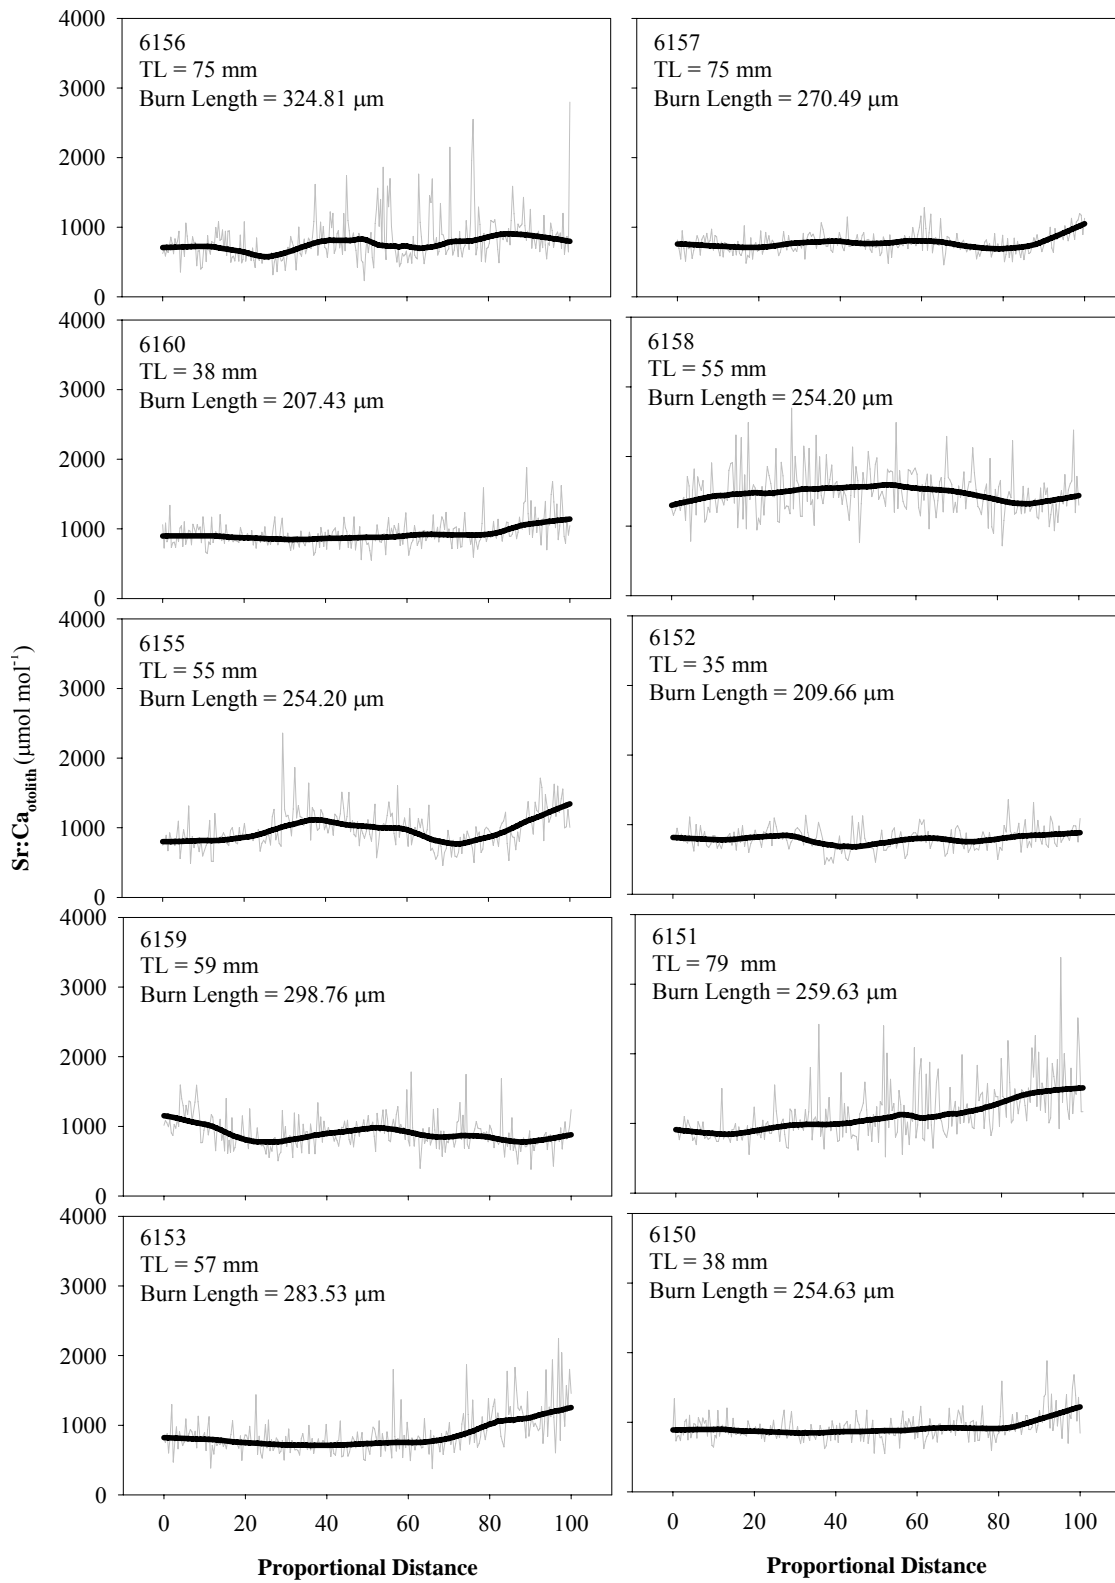 4000
3000
2000
1000
0
6156
TL = 75 mm
Burn Length = 324.81 μm
6157
TL = 75 mm
Burn Length = 270.49 μm
4000
3000
2000
1000
0
6160
TL = 38 mm
Burn Length = 207.43 μm
6158
TL = 55 mm
Burn Length = 254.20 μm
Sr:Ca_otolith (μmol mol⁻¹)
4000
3000
2000
1000
0
6155
TL = 55 mm
Burn Length = 254.20 μm
6152
TL = 35 mm
Burn Length = 209.66 μm
4000
3000
2000
1000
0
6159
TL = 59 mm
Burn Length = 298.76 μm
6151
TL = 79 mm
Burn Length = 259.63 μm
4000
3000
2000
1000
0
6153
TL = 57 mm
Burn Length = 283.53 μm
6150
TL = 38 mm
Burn Length = 254.63 μm
0 20 40 60 80 100
0 20 40 60 80 100
Proportional Distance
Proportional Distance